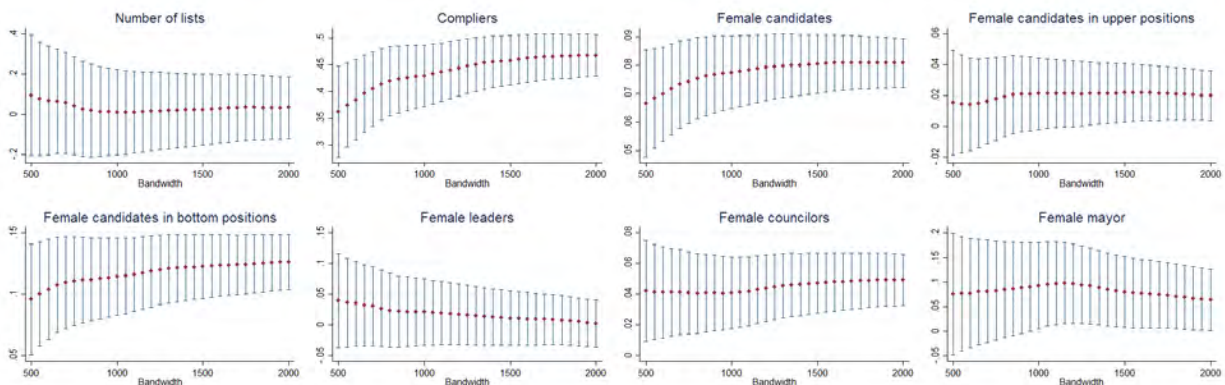 Number of lists
.4
.2
0
-.2
500 1000 1500 2000
Bandwidth
Compliers
.5
.45
.4
.35
.3
500 1000 1500 2000
Bandwidth
Female candidates
.09
.08
.07
.06
.05
500 1000 1500 2000
Bandwidth
Female candidates in upper positions
.06
.04
.02
0
-.02
500 1000 1500 2000
Bandwidth
Female candidates in bottom positions
.15
.1
.05
500 1000 1500 2000
Bandwidth
Female leaders
.15
.1
.05
0
-.05
500 1000 1500 2000
Bandwidth
Female councilors
.08
.06
.04
.02
0
500 1000 1500 2000
Bandwidth
Female mayor
.2
.15
.1
.05
0
-.05
500 1000 1500 2000
Bandwidth